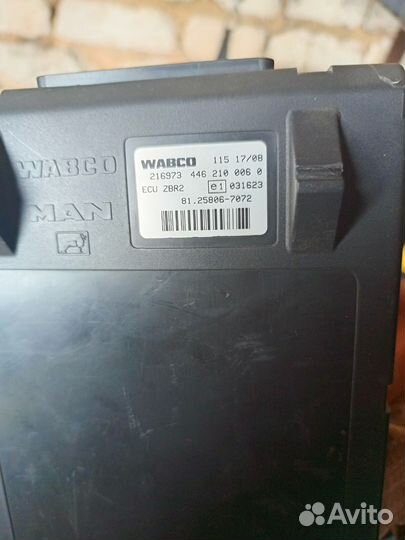 WABCO 115 17/08
216973 446 210 006 0
ECU ZBR2 e1 031623
81.25806-7072
WABCO
MAN
Avito